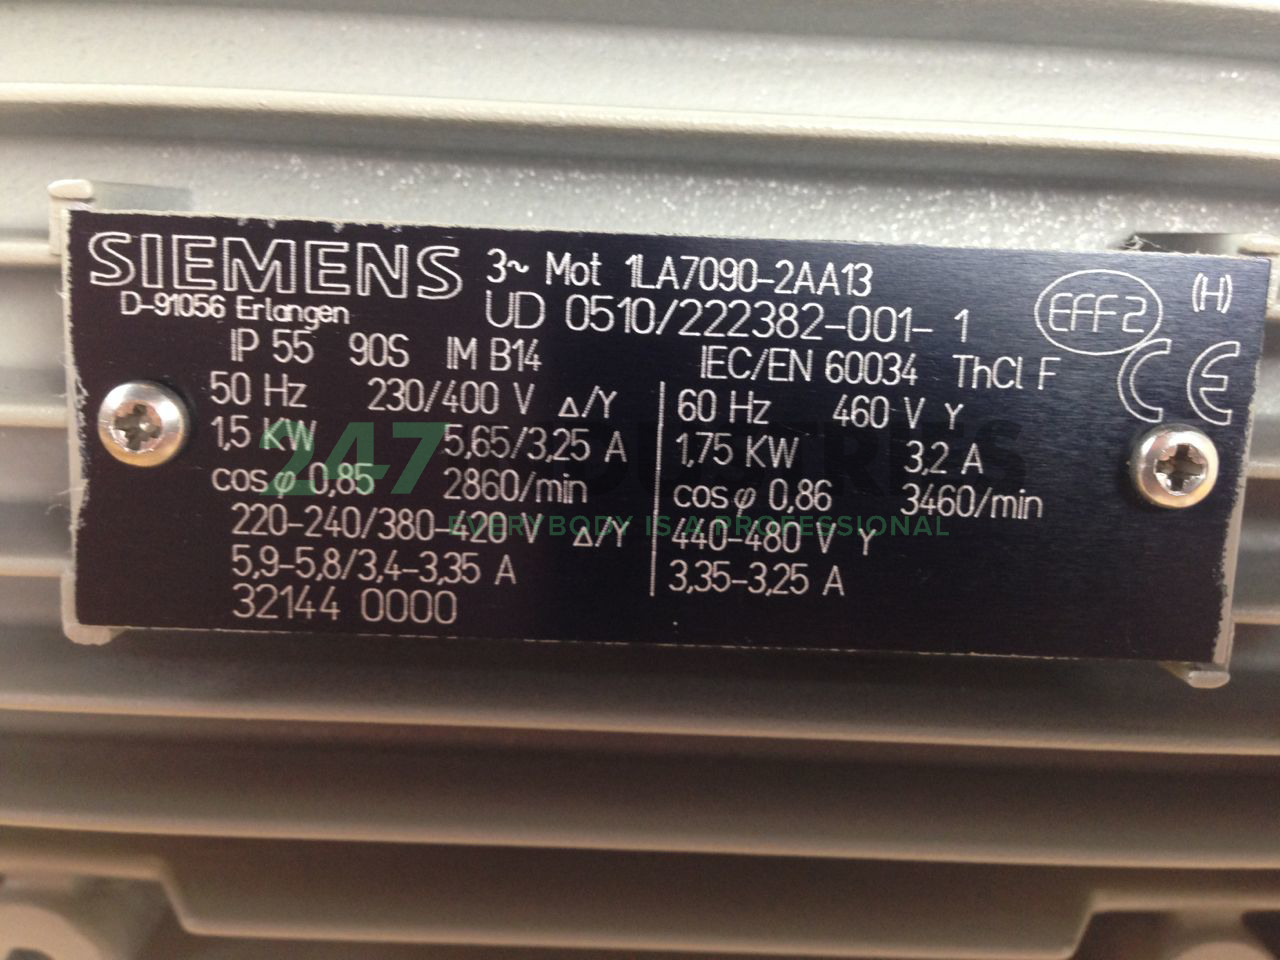 SIEMENS 3~ Mot 1LA7090-2AA13
D-91056 Erlangen UD 0510/222382-001- 1
EFF2 (H)
IP 55 90S IM B14 IEC/EN 60034 ThCl F CE
50 Hz 230/400 V Δ/Y
1,5 KW 5,65/3,25 A
cosφ 0,85 2860/min
220-240/380-420 V Δ/Y
5,9-5,8/3,4-3,35 A
32144 0000
60 Hz 460 V Y
1,75 KW 3,2 A
cosφ 0,86 3460/min
440-480 V Y
3,35-3,25 A
247 INDUSTRIES
EVERYBODY IS A PROFESSIONAL